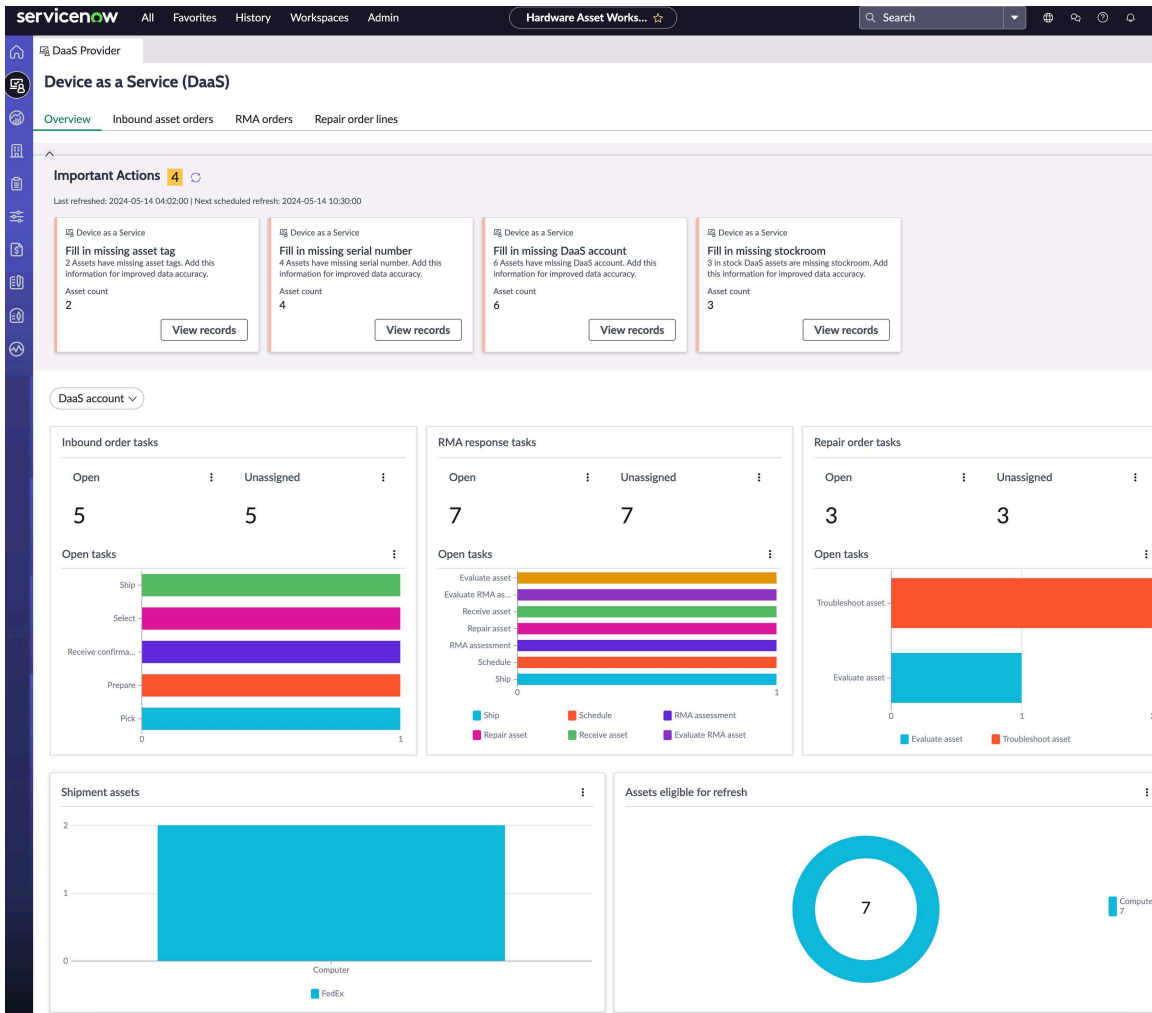 servicenow All Favorites History Workspaces Admin Hardware Asset Works... Search
DaaS Provider
Device as a Service (DaaS)
Overview Inbound asset orders RMA orders Repair order lines
Important Actions 4
Last refreshed: 2024-05-14 04:02:00 | Next scheduled refresh: 2024-05-14 10:30:00
Device as a Service
Fill in missing asset tag
2 Assets have missing asset tags. Add this
information for improved data accuracy.
Asset count
2
View records
Device as a Service
Fill in missing serial number
4 Assets have missing serial number. Add this
information for improved data accuracy.
Asset count
4
View records
Device as a Service
Fill in missing DaaS account
6 Assets have missing DaaS account. Add this
information for improved data accuracy.
Asset count
6
View records
Device as a Service
Fill in missing stockroom
3 in stock DaaS assets are missing stockroom. Add
this information for improved data accuracy.
Asset count
3
View records
DaaS account
Inbound order tasks
Open Unassigned
5 5
Open tasks
Ship
Select
Receive confirma...
Prepare
Pick
0 1
RMA response tasks
Open Unassigned
7 7
Open tasks
Evaluate asset
Evaluate RMA as...
Receive asset
Repair asset
RMA assessment
Schedule
Ship
0 1
Ship Schedule RMA assessment
Repair asset Receive asset Evaluate RMA asset
Repair order tasks
Open Unassigned
3 3
Open tasks
Troubleshoot asset
Evaluate asset
0 1
Evaluate asset Troubleshoot asset
Shipment assets
2
1
0
Computer
FedEx
Assets eligible for refresh
7
Compute
7